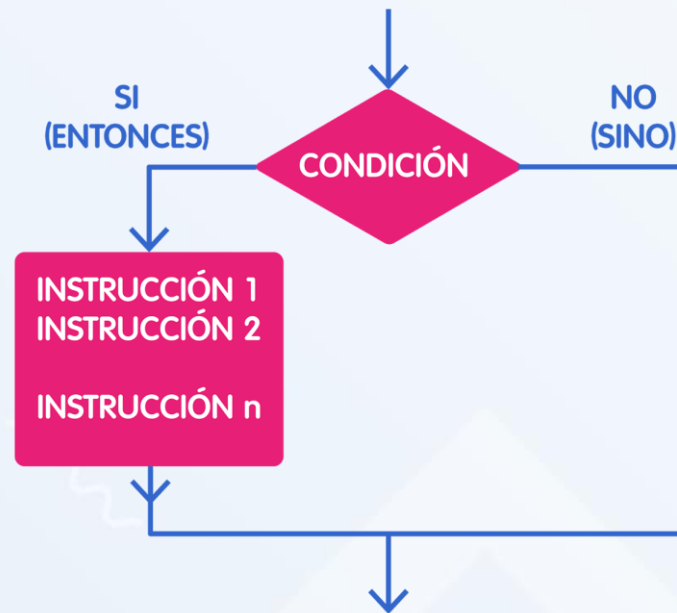 SI
(ENTONCES)
NO
(SINO)
CONDICIÓN
INSTRUCCIÓN 1
INSTRUCCIÓN 2
INSTRUCCIÓN n